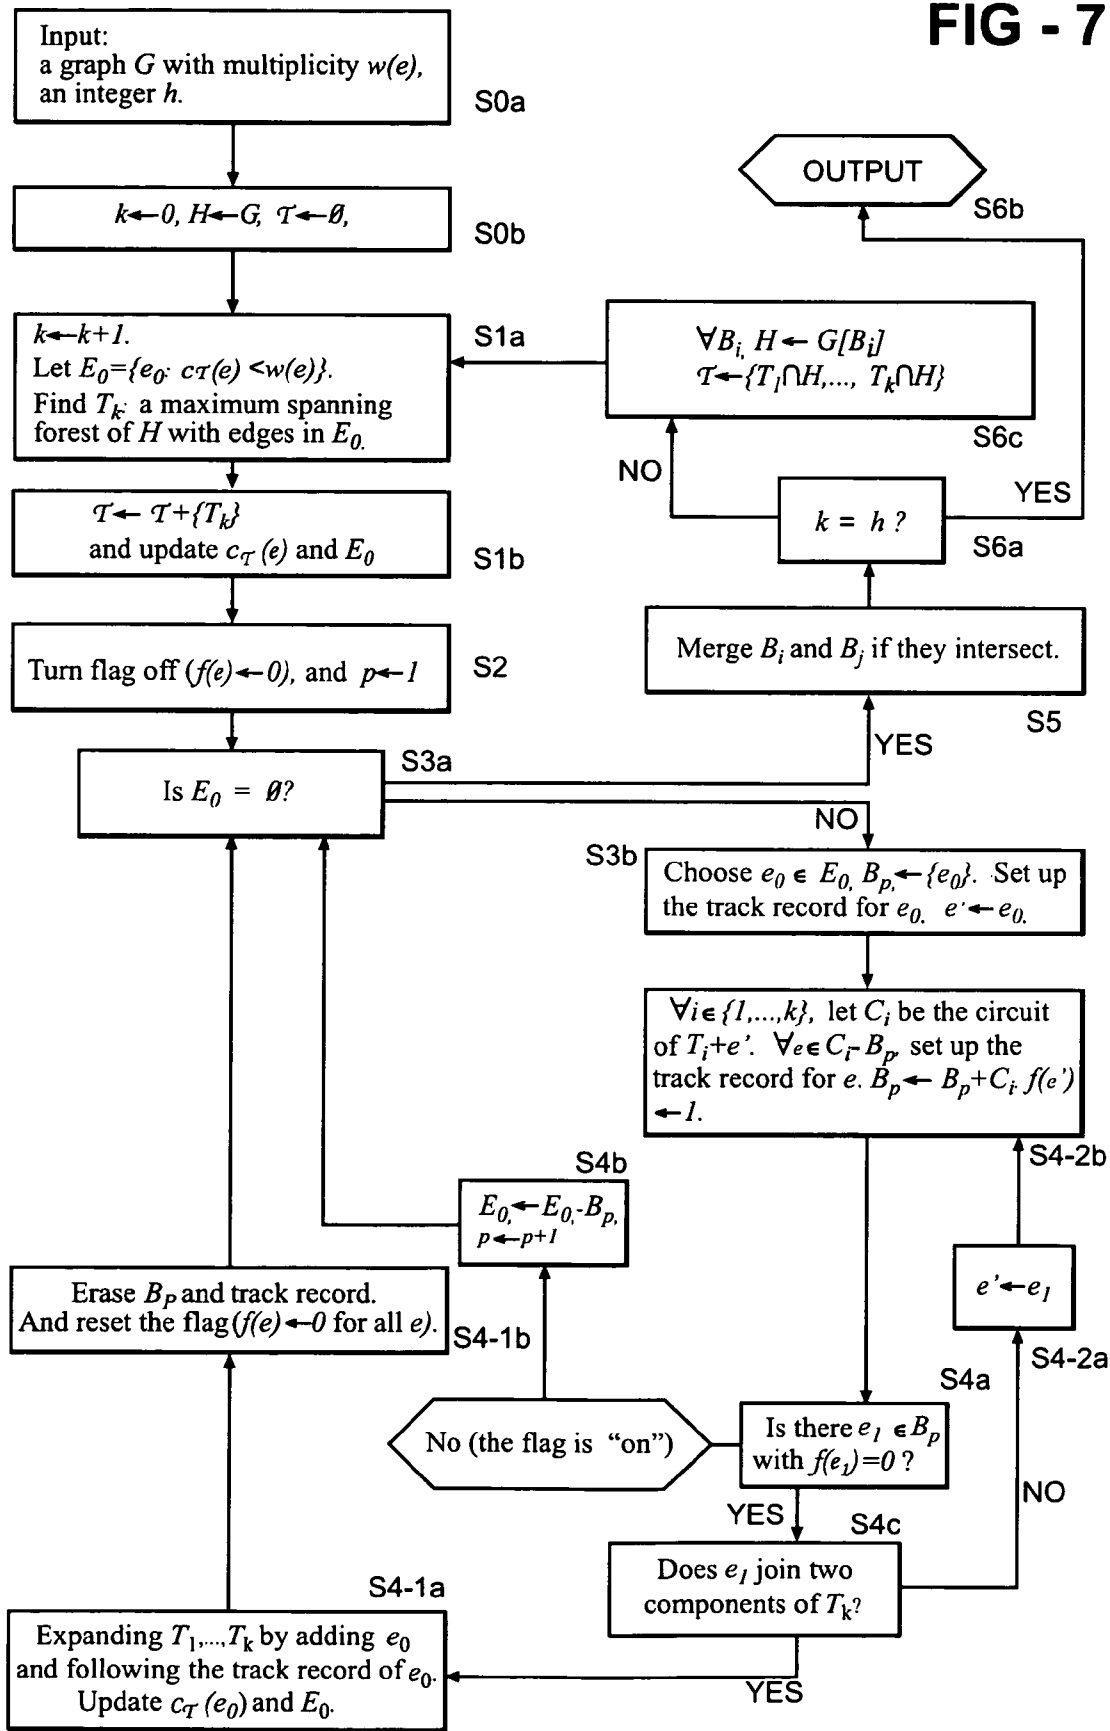 FIG - 7
Input:
a graph G with multiplicity w(e),
an integer h.
S0a
k←0, H←G, 𝒯←∅,
S0b
k←k+1.
Let E₀={e₀: c𝒯(e) <w(e)}.
Find Tₖ: a maximum spanning
forest of H with edges in E₀.
S1a
𝒯← 𝒯+{Tₖ}
and update c𝒯 (e) and E₀
S1b
Turn flag off (f(e)←0), and p←1
S2
Is E₀ = ∅?
S3a
YES
NO
OUTPUT
S6b
∀Bᵢ, H← G[Bᵢ]
𝒯←{T₁∩H,..., Tₖ∩H}
S6c
NO
YES
k = h ?
S6a
Merge Bᵢ and Bⱼ if they intersect.
S5
S3b
Choose e₀ ∈ E₀, Bₚ,←{e₀}. Set up
the track record for e₀. e'←e₀.
∀i∈{1,...,k}, let Cᵢ be the circuit
of Tᵢ+e'. ∀e∈Cᵢ-Bₚ, set up the
track record for e. Bₚ← Bₚ+Cᵢ. f(e')
←1.
S4-2b
S4b
E₀,←E₀,-Bₚ,
p←p+1
e'←e₁
S4-2a
Erase B_P and track record.
And reset the flag(f(e)←0 for all e).
S4-1b
No (the flag is "on")
S4a
Is there e₁ ∈Bₚ
with f(e₁)=0 ?
YES
NO
S4c
Does e₁ join two
components of Tₖ?
YES
S4-1a
Expanding T₁,...,Tₖ by adding e₀
and following the track record of e₀.
Update c𝒯 (e₀) and E₀.